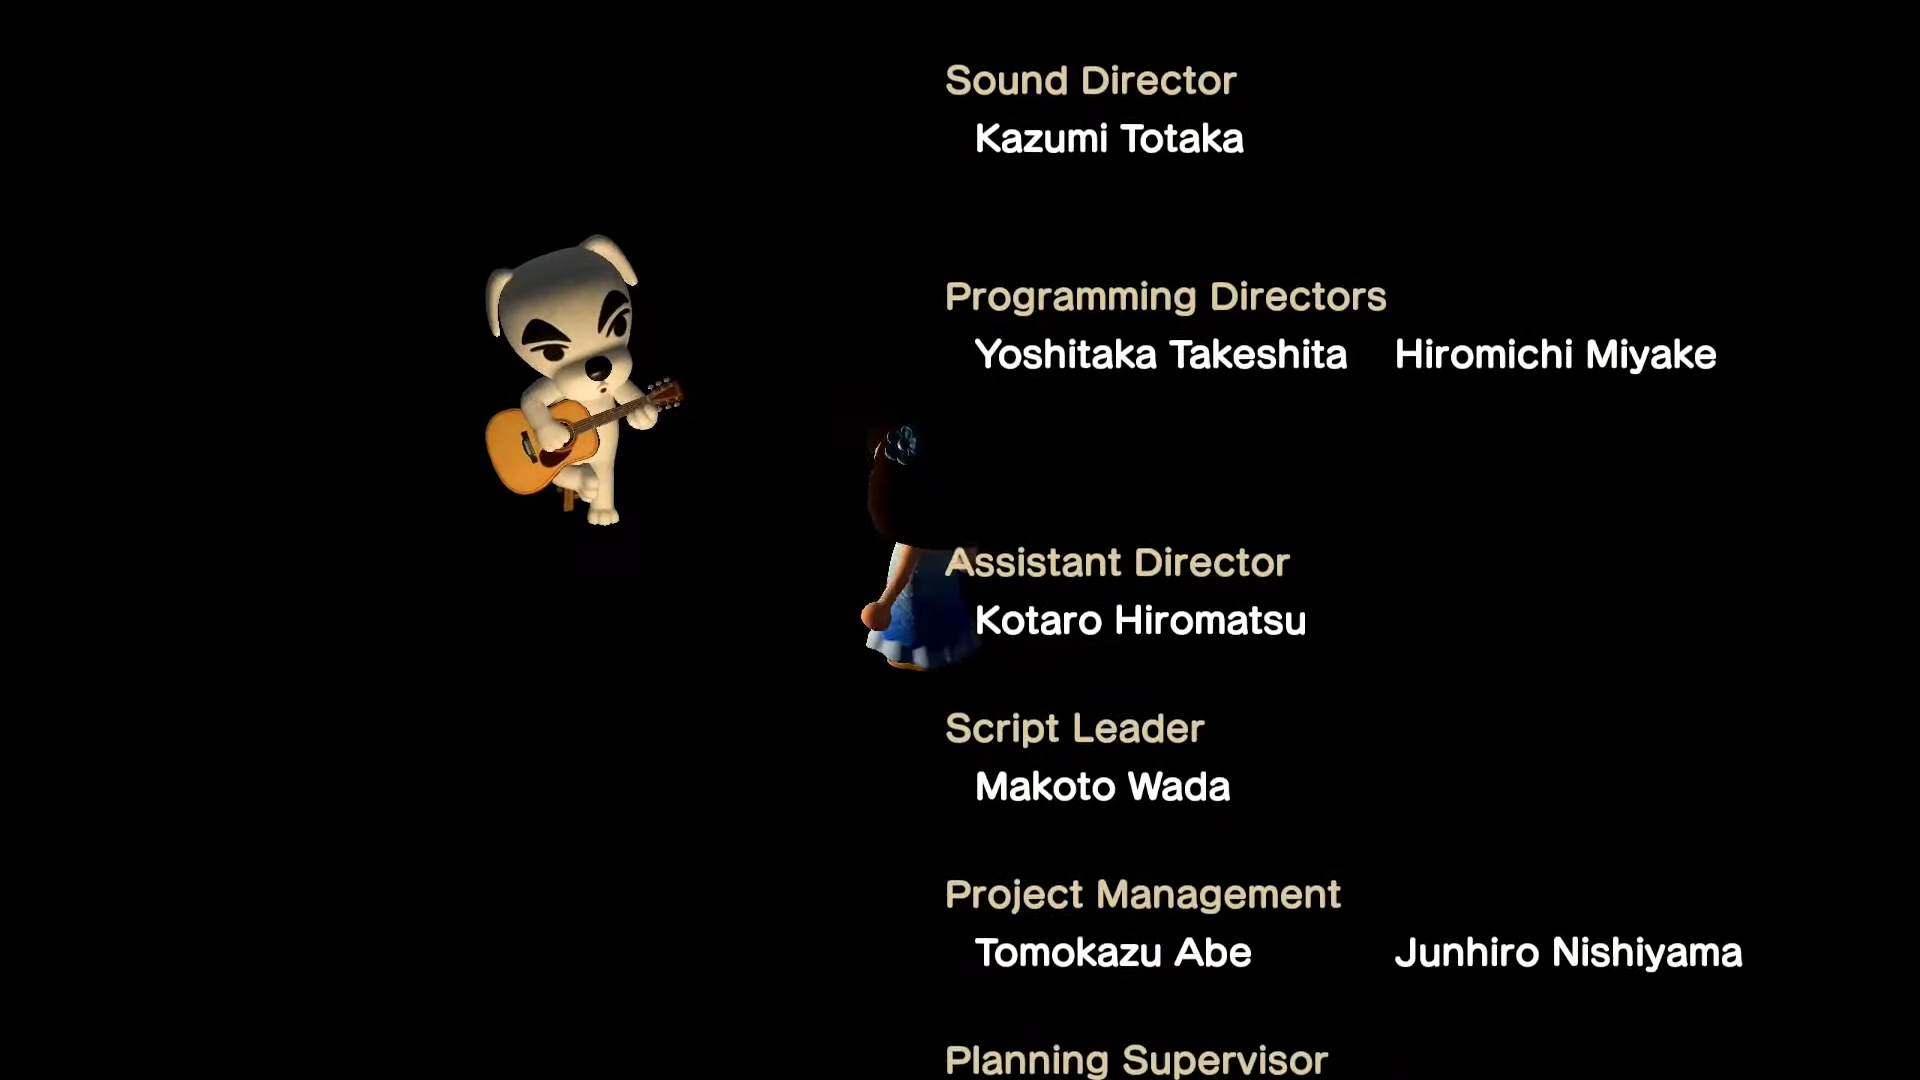 Sound Director
Kazumi Totaka
Programming Directors
Yoshitaka Takeshita Hiromichi Miyake
Assistant Director
Kotaro Hiromatsu
Script Leader
Makoto Wada
Project Management
Tomokazu Abe Junhiro Nishiyama
Planning Supervisor